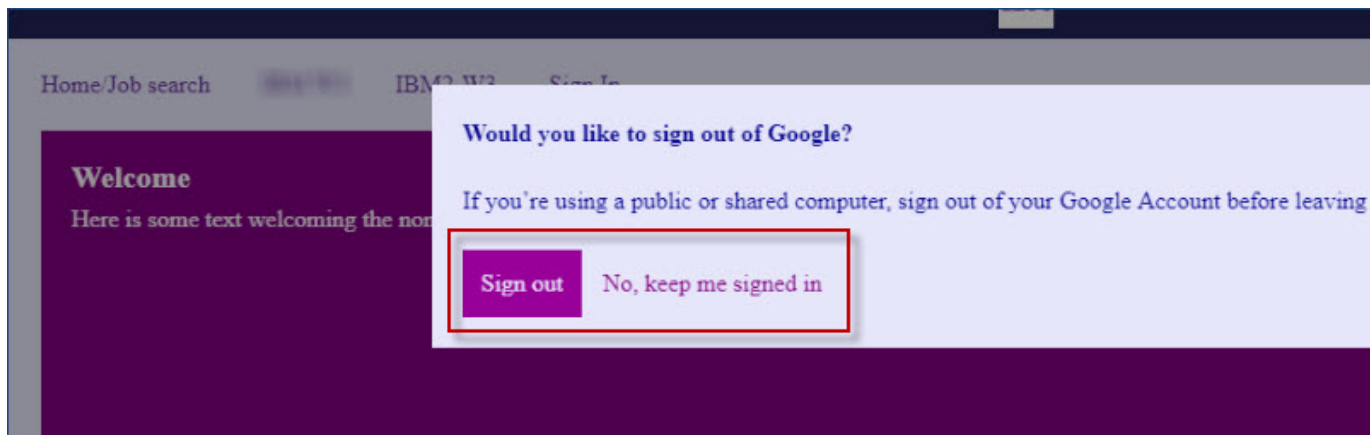 Home/Job search IBM2-W3 Sign In
Would you like to sign out of Google?
Welcome
If you're using a public or shared computer, sign out of your Google Account before leaving
Here is some text welcoming the non
Sign out No, keep me signed in